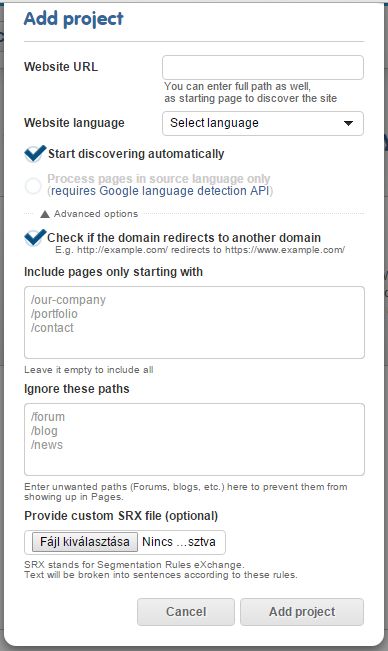 Add project
Website URL
You can enter full path as well,
as starting page to discover the site
Website language
Select language
Start discovering automatically
Process pages in source language only
(requires Google language detection API)
Advanced options
Check if the domain redirects to another domain
E.g. http://example.com/ redirects to https://www.example.com/
Include pages only starting with
/our-company
/portfolio
/contact
Leave it empty to include all
Ignore these paths
/forum
/blog
/news
Enter unwanted paths (Forums, blogs, etc.) here to prevent them from
showing up in Pages.
Provide custom SRX file (optional)
Fájl kiválasztása Nincs ...sztva
SRX stands for Segmentation Rules eXchange.
Text will be broken into sentences according to these rules.
Cancel Add project